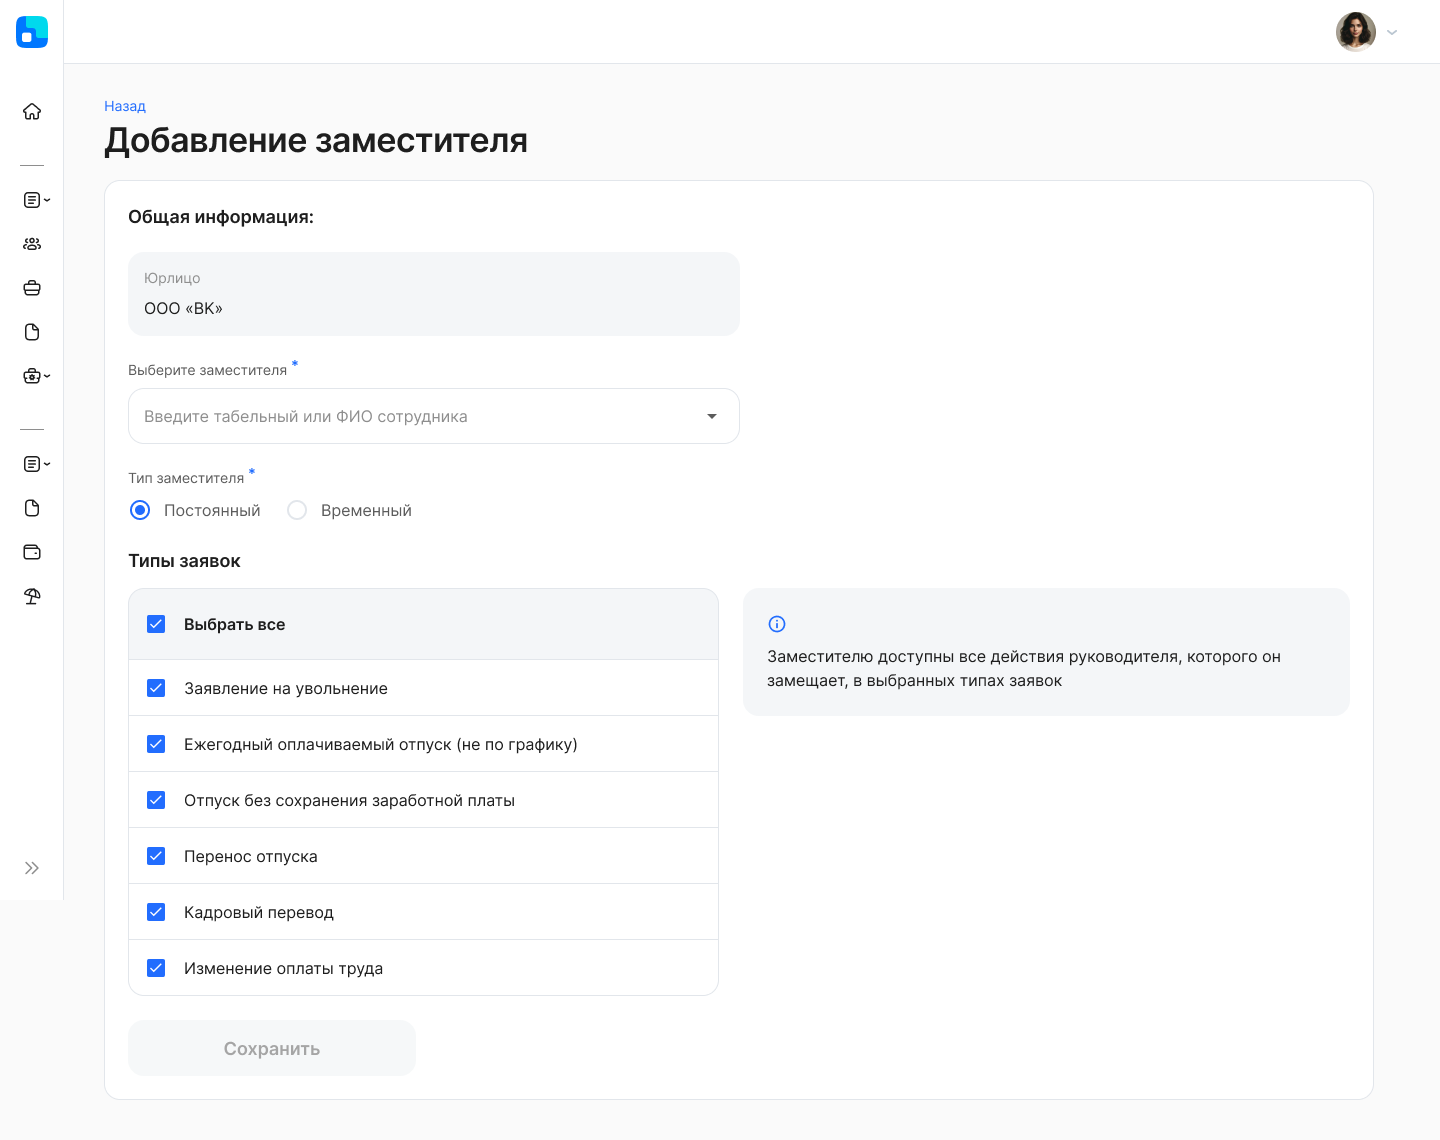 Назад
Добавление заместителя
Общая информация:
Юрлицо
ООО «ВК»
Выберите заместителя *
Введите табельный или ФИО сотрудника
Тип заместителя *
Постоянный
Временный
Типы заявок
Выбрать все
Заместителю доступны все действия руководителя, которого он
замещает, в выбранных типах заявок
Заявление на увольнение
Ежегодный оплачиваемый отпуск (не по графику)
Отпуск без сохранения заработной платы
Перенос отпуска
Кадровый перевод
Изменение оплаты труда
Сохранить